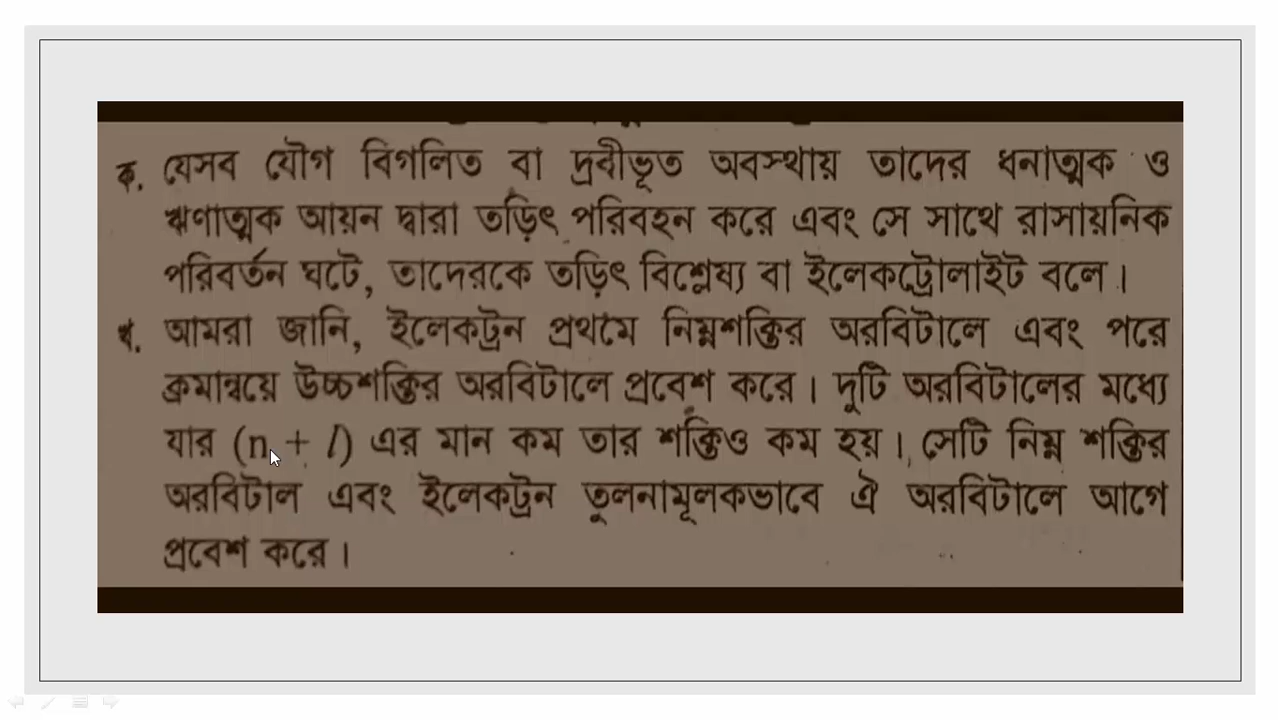 ক. যেসব যৌগ বিগলিত বা দ্রবীভূত অবস্থায় তাদের ধনাত্মক ও
ঋণাত্মক আয়ন দ্বারা তড়িৎ পরিবহন করে এবং সে সাথে রাসায়নিক
পরিবর্তন ঘটে, তাদেরকে তড়িৎ বিশ্লেষ্য বা ইলেকট্রোলাইট বলে।
খ. আমরা জানি, ইলেকট্রন প্রথমে নিম্নশক্তির অরবিটালে এবং পরে
ক্রমান্বয়ে উচ্চশক্তির অরবিটালে প্রবেশ করে। দুটি অরবিটালের মধ্যে
যার (n + l) এর মান কম তার শক্তিও কম হয়। সেটি নিম্ন শক্তির
অরবিটাল এবং ইলেকট্রন তুলনামূলকভাবে ঐ অরবিটালে আগে
প্রবেশ করে।